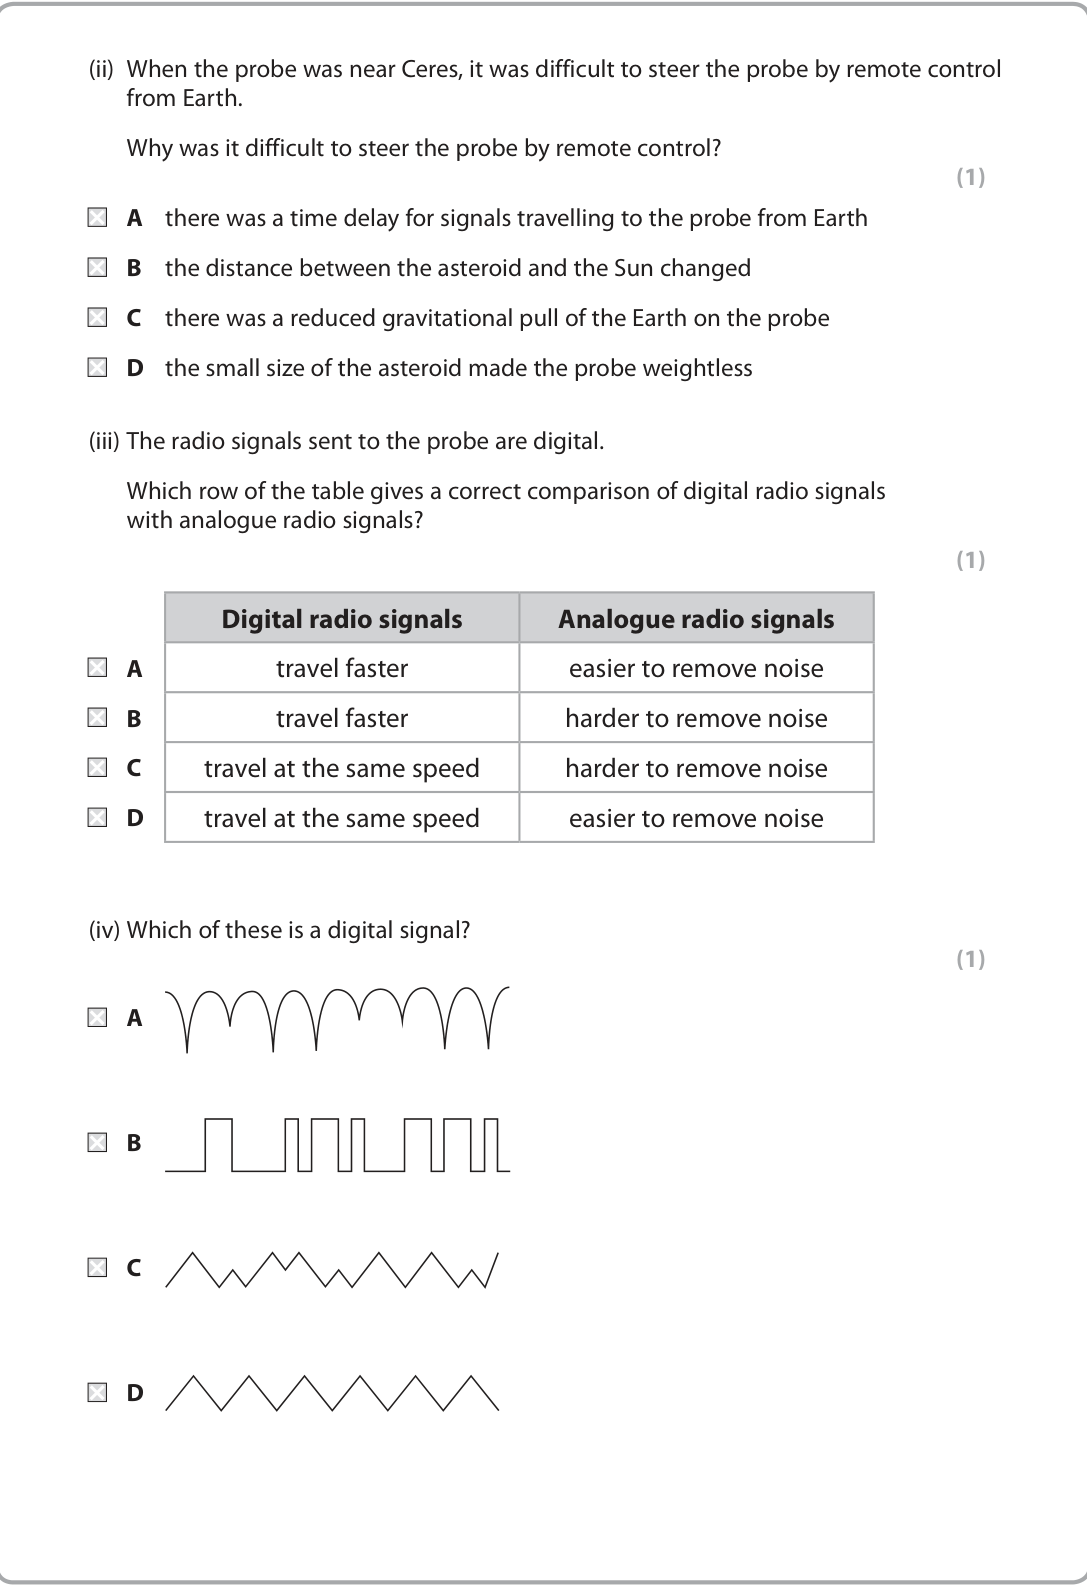 (ii) When the probe was near Ceres, it was difficult to steer the probe by remote control
from Earth.
Why was it difficult to steer the probe by remote control?
(1)
A there was a time delay for signals travelling to the probe from Earth
B the distance between the asteroid and the Sun changed
C there was a reduced gravitational pull of the Earth on the probe
D the small size of the asteroid made the probe weightless
(iii) The radio signals sent to the probe are digital.
Which row of the table gives a correct comparison of digital radio signals
with analogue radio signals?
(1)
Digital radio signals Analogue radio signals
A travel faster easier to remove noise
B travel faster harder to remove noise
C travel at the same speed harder to remove noise
D travel at the same speed easier to remove noise
(iv) Which of these is a digital signal?
(1)
A
B
C
D